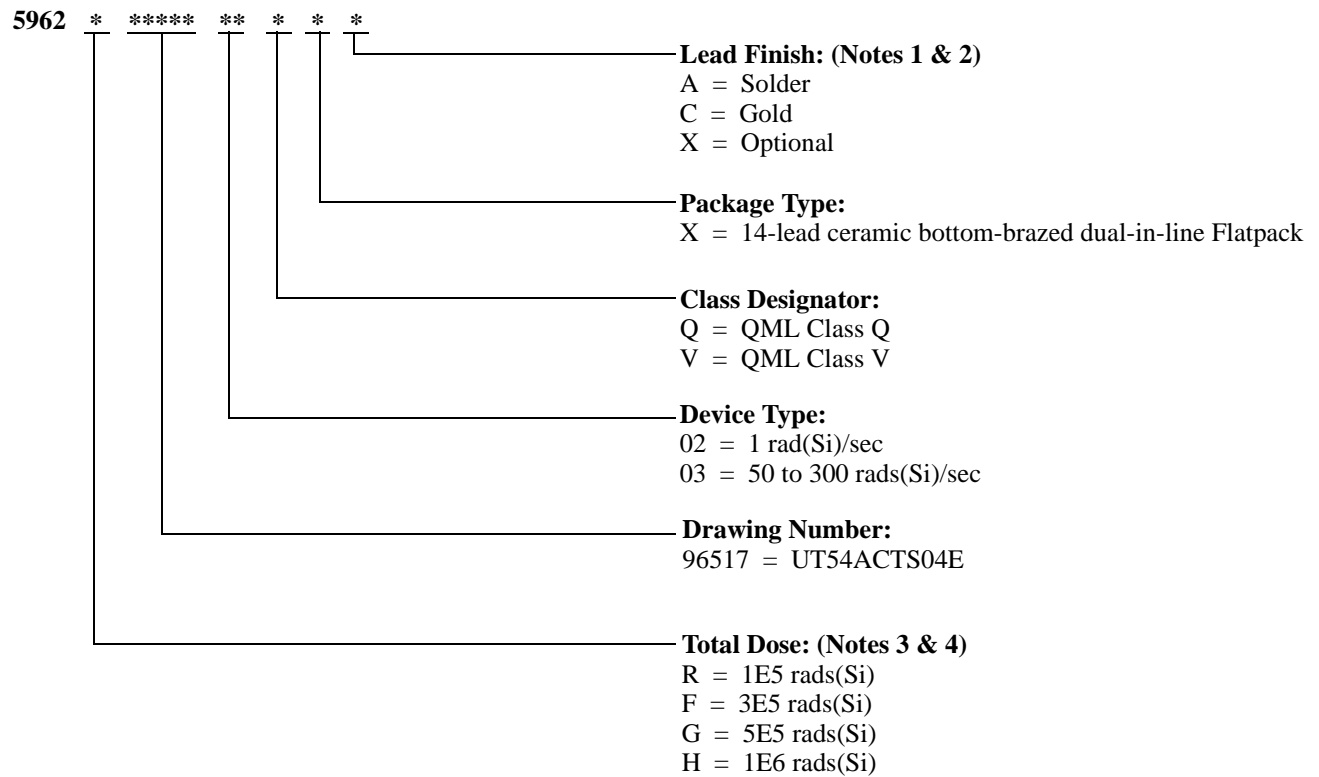 5962 * ***** ** * * *
Lead Finish: (Notes 1 & 2)
A = Solder
C = Gold
X = Optional
Package Type:
X = 14-lead ceramic bottom-brazed dual-in-line Flatpack
Class Designator:
Q = QML Class Q
V = QML Class V
Device Type:
02 = 1 rad(Si)/sec
03 = 50 to 300 rads(Si)/sec
Drawing Number:
96517 = UT54ACTS04E
Total Dose: (Notes 3 & 4)
R = 1E5 rads(Si)
F = 3E5 rads(Si)
G = 5E5 rads(Si)
H = 1E6 rads(Si)